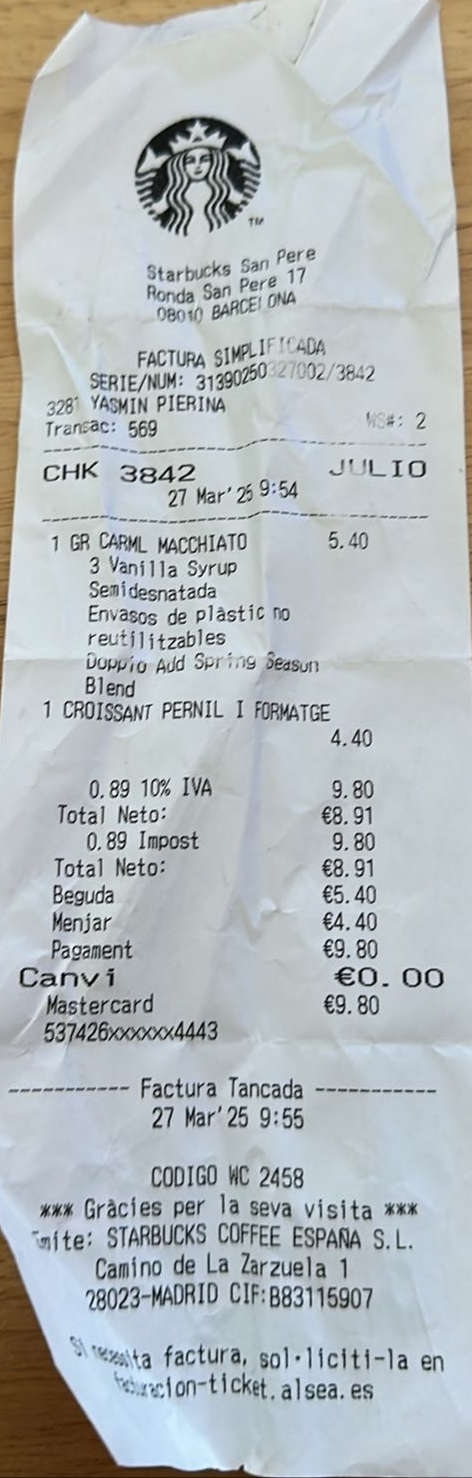 TM
Starbucks San Pere
Ronda San Pere 17
08010 BARCELONA
FACTURA SIMPLIFICADA
SERIE/NUM: 31390250327002/3842
3281 YASMIN PIERINA
Transac: 569 WS#: 2
CHK 3842 JULIO
27 Mar'25 9:54
1 GR CARML MACCHIATO 5.40
3 Vanilla Syrup
Semidesnatada
Envasos de plàstic no
reutilitzables
Doppio Add Spring Season
Blend
1 CROISSANT PERNIL I FORMATGE
4.40
0.89 10% IVA 9.80
Total Neto: €8.91
0.89 Impost 9.80
Total Neto: €8.91
Beguda €5.40
Menjar €4.40
Pagament €9.80
Canvi €0.00
Mastercard €9.80
537426xxxxxx4443
----------- Factura Tancada -----------
27 Mar'25 9:55
CODIGO WC 2458
*** Gràcies per la seva visita ***
Emite: STARBUCKS COFFEE ESPAÑA S.L.
Camino de La Zarzuela 1
28023-MADRID CIF:B83115907
Si necessita factura, sol·liciti-la en
facturacion-ticket.alsea.es